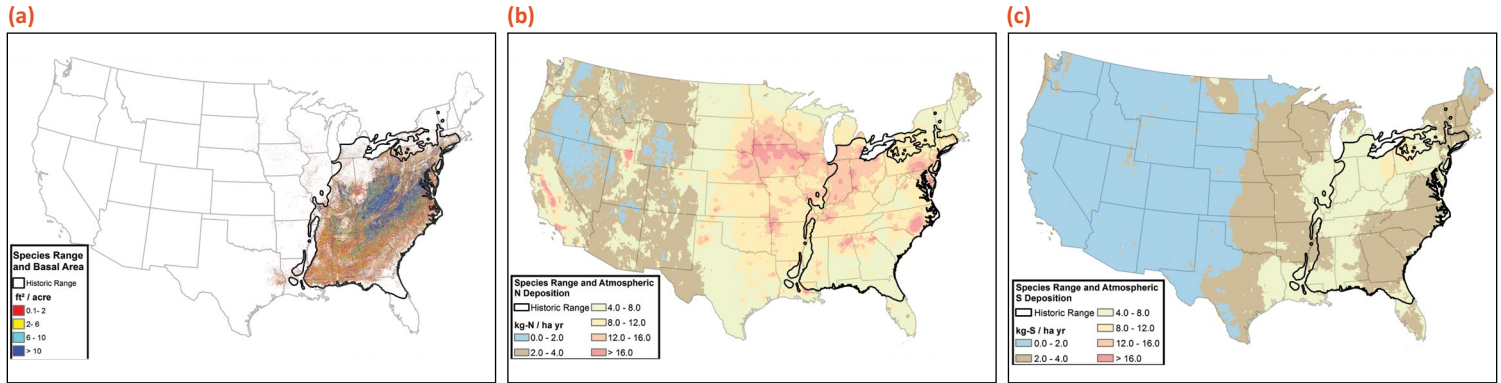 (a)
Species Range
and Basal Area
Historic Range
ft² / acre
0.1- 2
2- 6
6 - 10
> 10
(b)
Species Range and Atmospheric
N Deposition
Historic Range
kg-N / ha yr
0.0 - 2.0
2.0 - 4.0
4.0 - 8.0
8.0 - 12.0
12.0 - 16.0
> 16.0
(c)
Species Range and Atmospheric
S Deposition
Historic Range
kg-S / ha yr
0.0 - 2.0
2.0 - 4.0
4.0 - 8.0
8.0 - 12.0
12.0 - 16.0
> 16.0